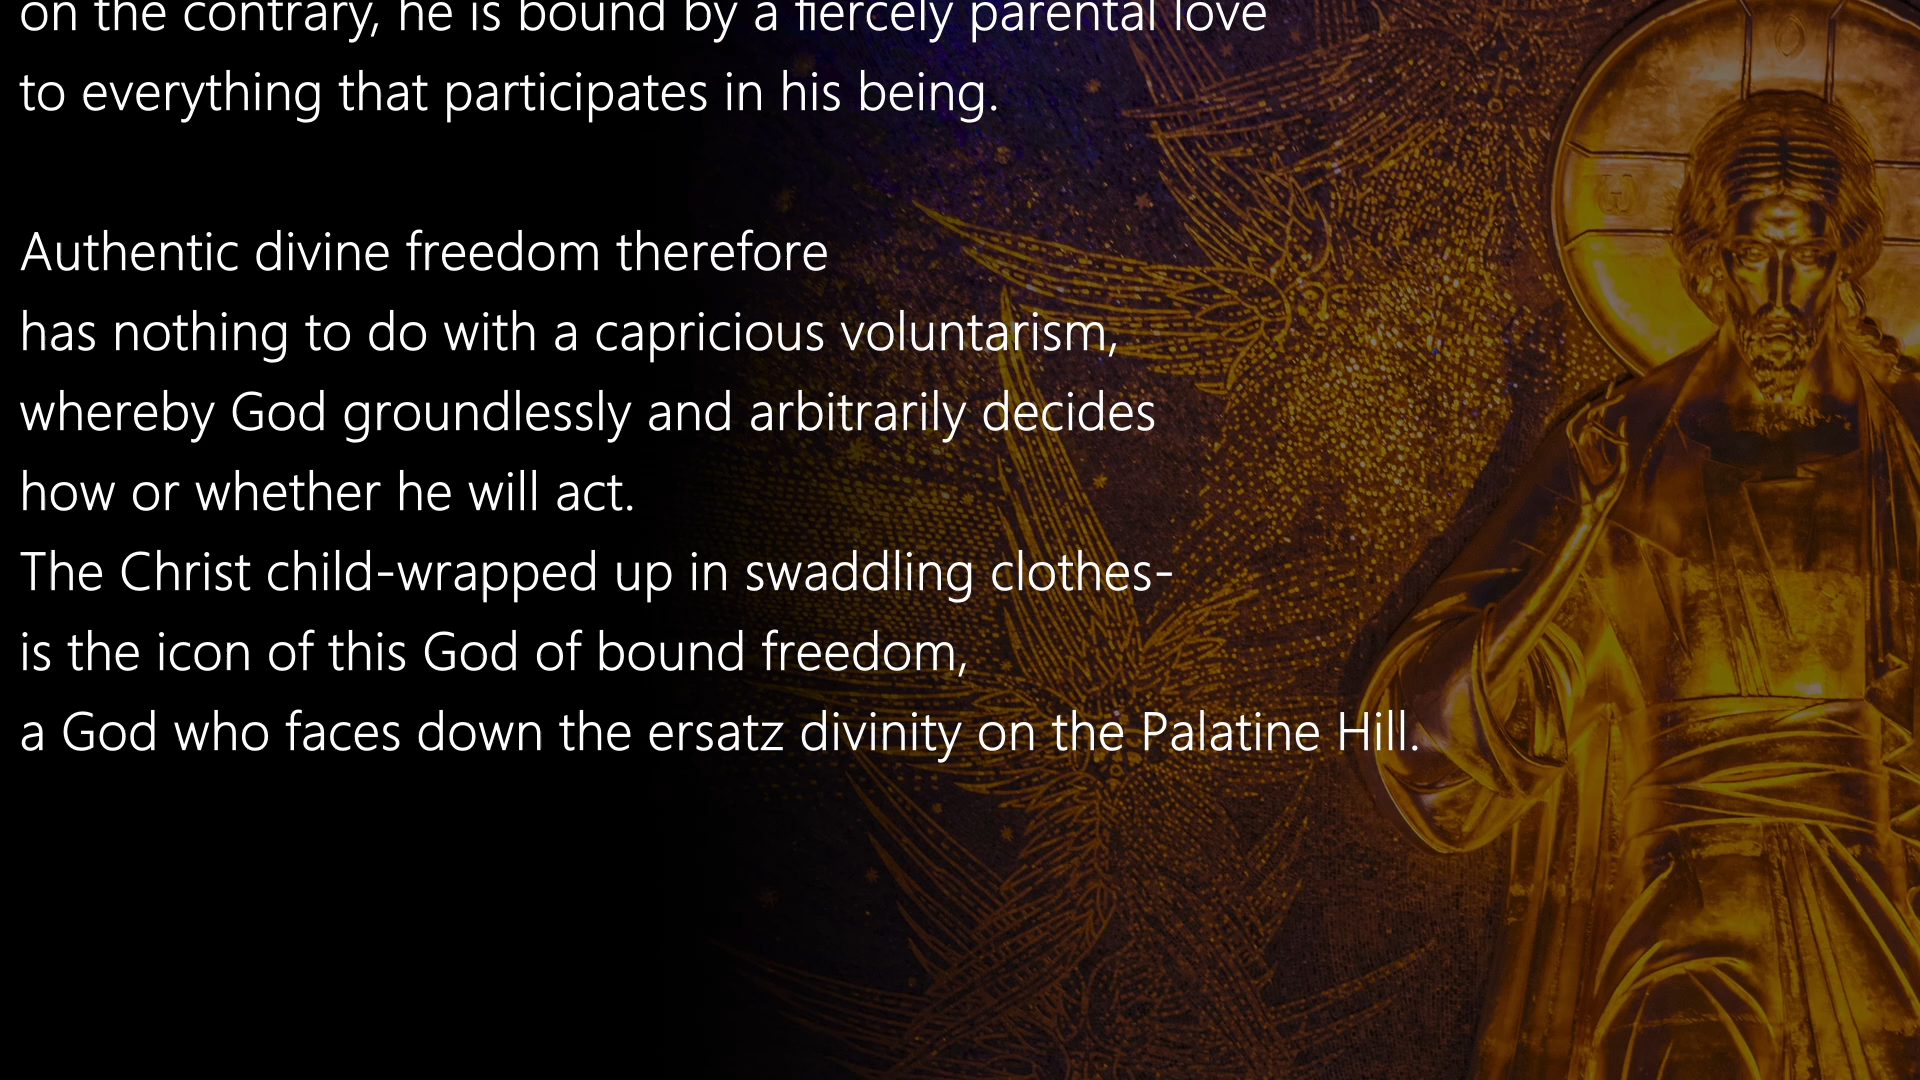 on the contrary, he is bound by a fiercely parental love
to everything that participates in his being.
Authentic divine freedom therefore
has nothing to do with a capricious voluntarism,
whereby God groundlessly and arbitrarily decides
how or whether he will act.
The Christ child-wrapped up in swaddling clothes-
is the icon of this God of bound freedom,
a God who faces down the ersatz divinity on the Palatine Hill.